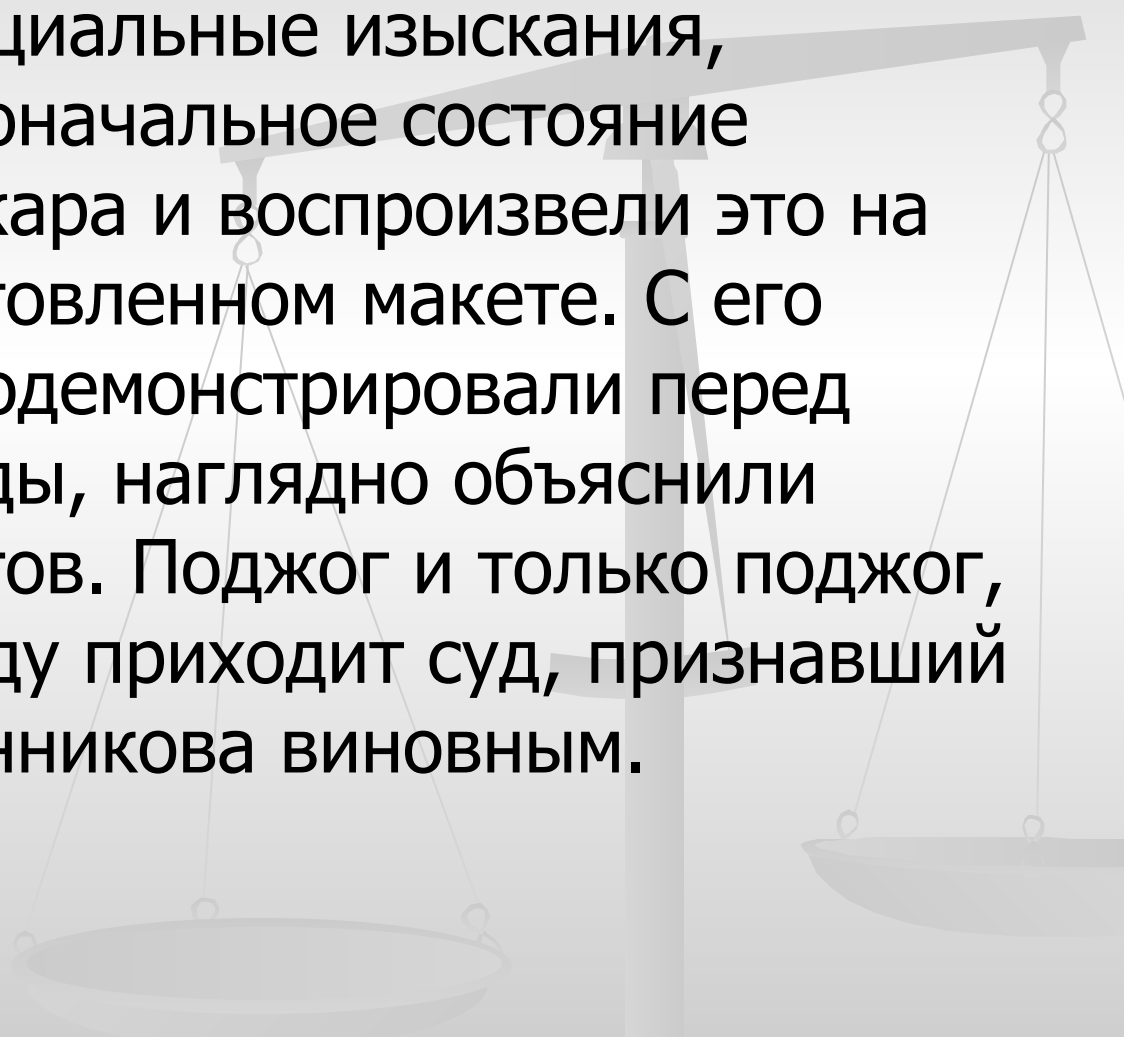 циальные изыскания,
оначальное состояние
кара и воспроизвели это на
товленном макете. С его
одемонстрировали перед
ды, наглядно объяснили
тов. Поджог и только поджог,
ду приходит суд, признавший
нникова виновным.